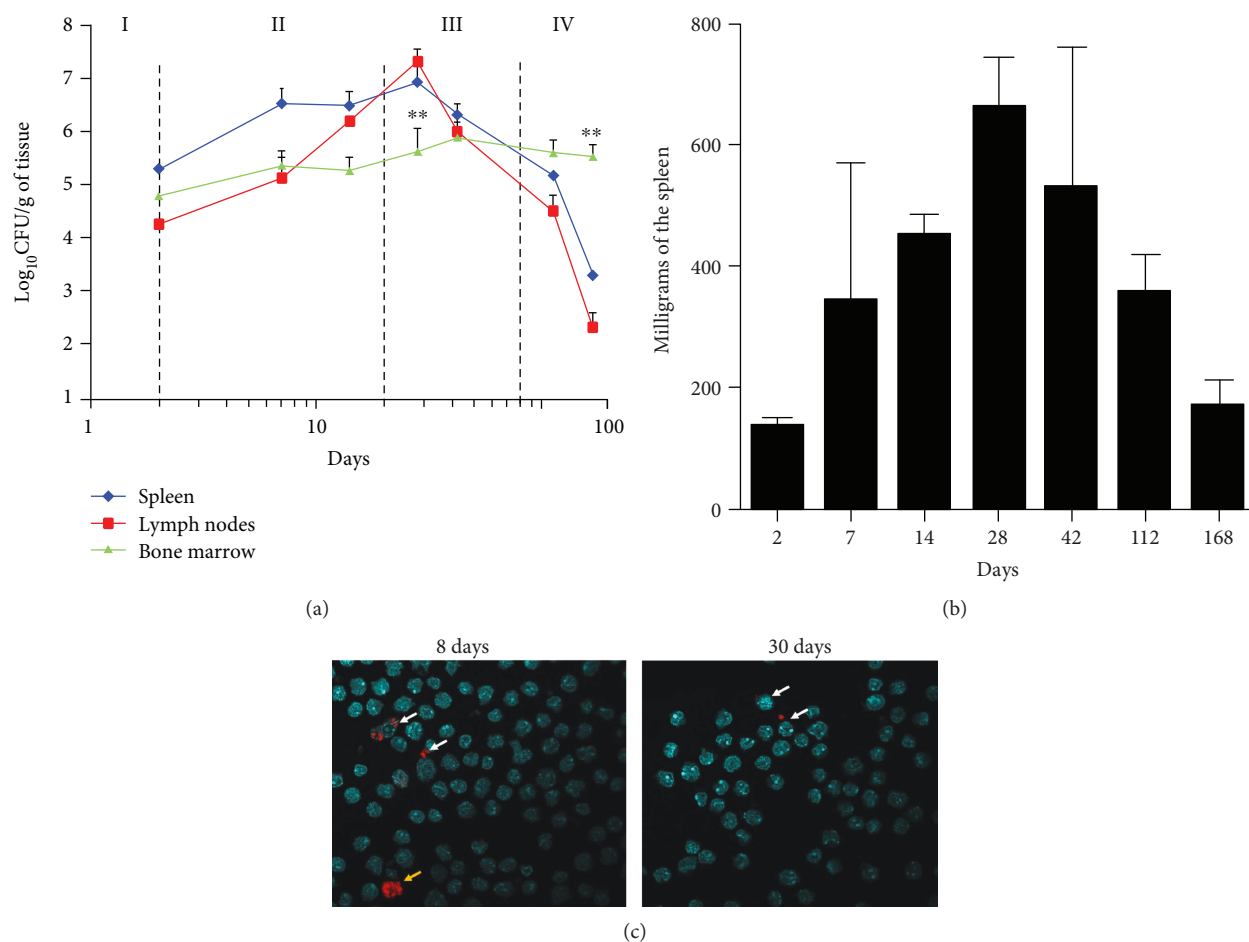 I II III IV
8
7
6
5
4
3
2
1
Log₁₀CFU/g of tissue
** **
1 10 100
Days
Spleen
Lymph nodes
Bone marrow
(a)
800
600
400
200
0
Milligrams of the spleen
2 7 14 28 42 112 168
Days
(b)
8 days 30 days
(c)